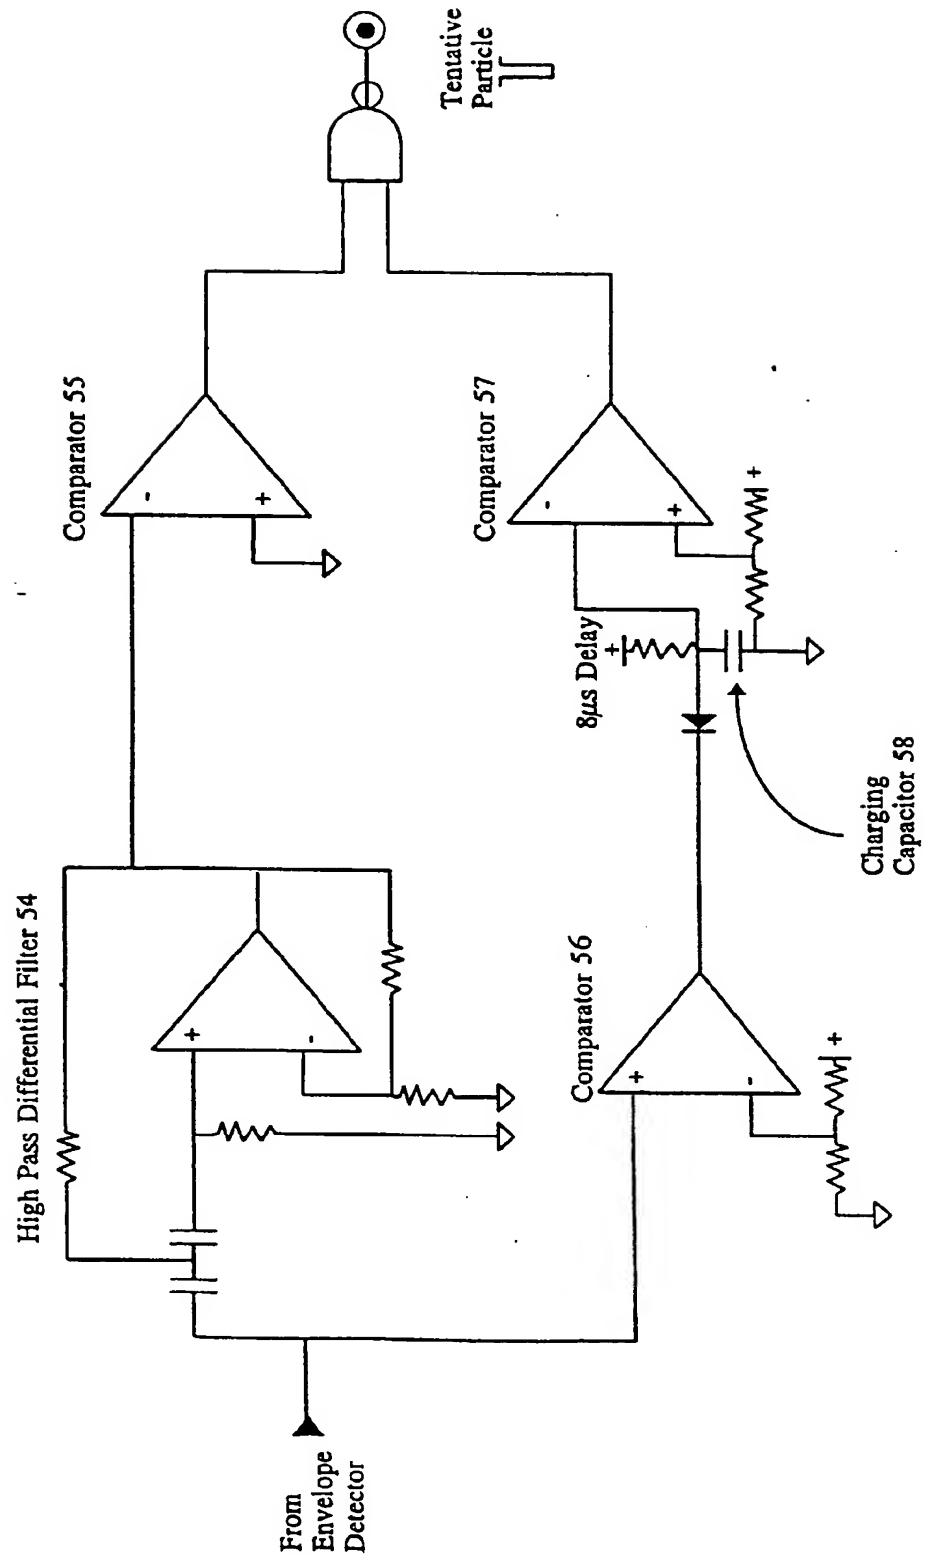 High Pass Differential Filter 54
Comparator 55
Tentative
Particle
From
Envelope
Detector
Comparator 56
8μs Delay
Comparator 57
Charging
Capacitor 58
+
-
-
+
+
-
-
+
+
+
+